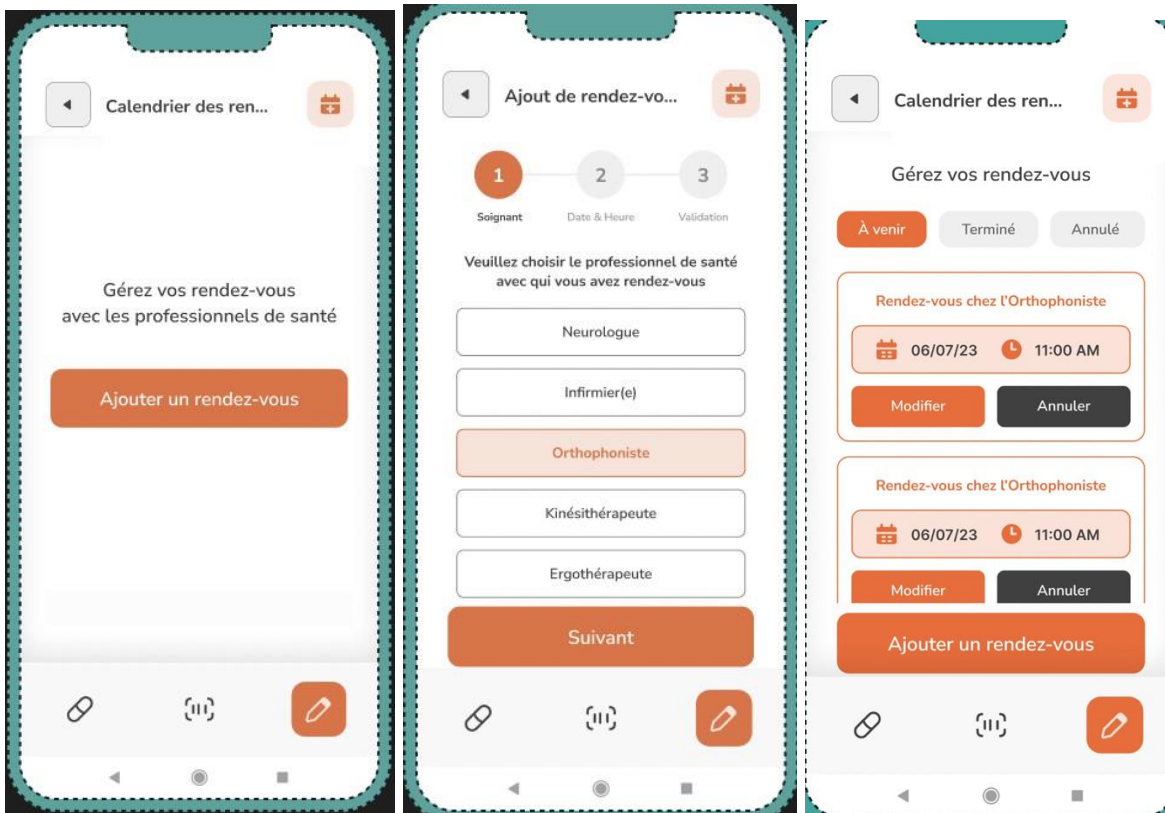 Calendrier des ren...
Gérez vos rendez-vous
avec les professionnels de santé
Ajouter un rendez-vous
Ajout de rendez-vo...
1
2
3
Soignant
Date & Heure
Validation
Veuillez choisir le professionnel de santé
avec qui vous avez rendez-vous
Neurologue
Infirmier(e)
Orthophoniste
Kinésithérapeute
Ergothérapeute
Suivant
Calendrier des ren...
Gérez vos rendez-vous
À venir
Terminé
Annulé
Rendez-vous chez l'Orthophoniste
06/07/23
11:00 AM
Modifier
Annuler
Rendez-vous chez l'Orthophoniste
06/07/23
11:00 AM
Modifier
Annuler
Ajouter un rendez-vous